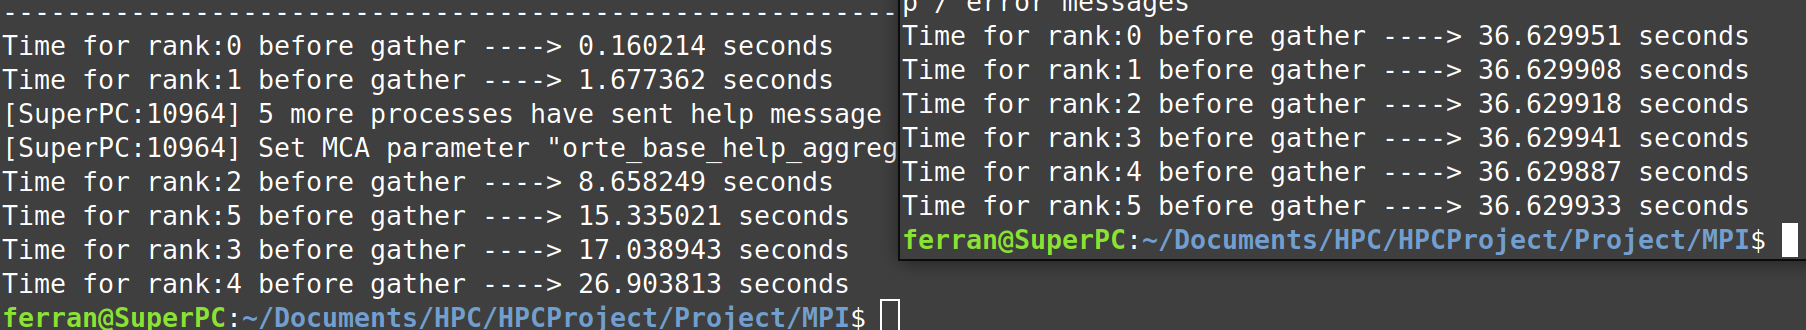 ------------------------------------------------------------
Time for rank:0 before gather ----> 0.160214 seconds
Time for rank:1 before gather ----> 1.677362 seconds
[SuperPC:10964] 5 more processes have sent help message
[SuperPC:10964] Set MCA parameter "orte_base_help_aggreg
Time for rank:2 before gather ----> 8.658249 seconds
Time for rank:5 before gather ----> 15.335021 seconds
Time for rank:3 before gather ----> 17.038943 seconds
Time for rank:4 before gather ----> 26.903813 seconds
ferran@SuperPC:~/Documents/HPC/HPCProject/Project/MPI$
p / error messages
Time for rank:0 before gather ----> 36.629951 seconds
Time for rank:1 before gather ----> 36.629908 seconds
Time for rank:2 before gather ----> 36.629918 seconds
Time for rank:3 before gather ----> 36.629941 seconds
Time for rank:4 before gather ----> 36.629887 seconds
Time for rank:5 before gather ----> 36.629933 seconds
ferran@SuperPC:~/Documents/HPC/HPCProject/Project/MPI$